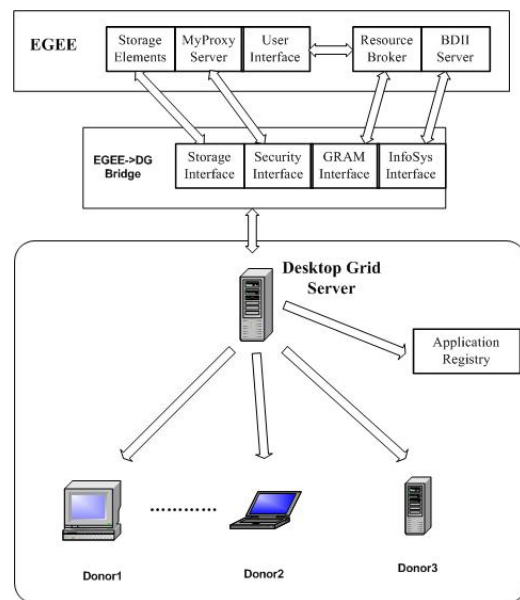 EGEE
Storage
Elements
MyProxy
Server
User
Interface
Resource
Broker
BDII
Server
EGEE->DG
Bridge
Storage
Interface
Security
Interface
GRAM
Interface
InfoSys
Interface
Desktop Grid
Server
Application
Registry
Donor1
Donor2
Donor3